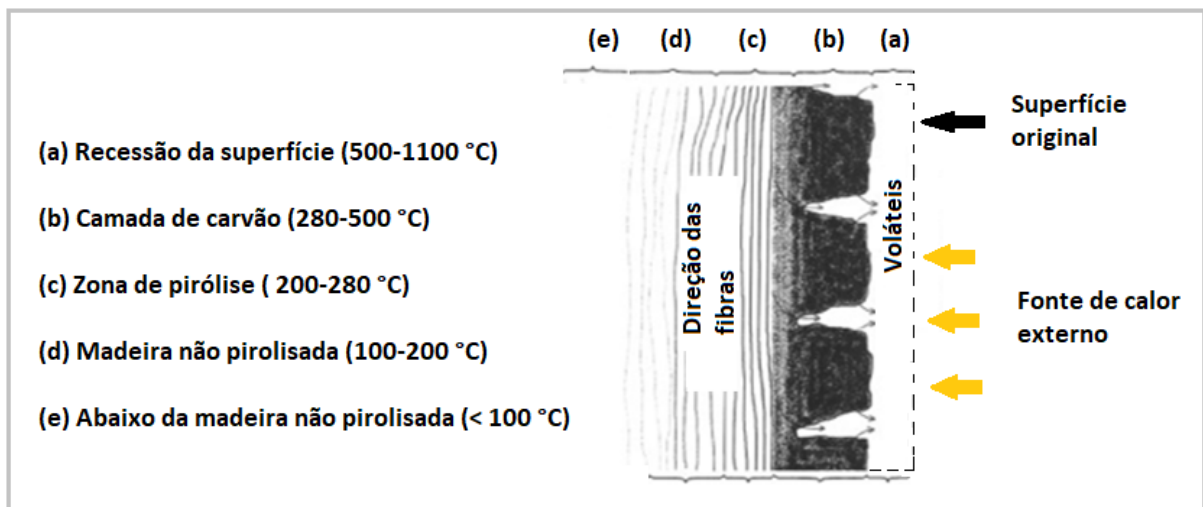 (e) (d) (c) (b) (a)
(a) Recessão da superfície (500-1100 °C)
(b) Camada de carvão (280-500 °C)
(c) Zona de pirólise ( 200-280 °C)
(d) Madeira não pirolisada (100-200 °C)
(e) Abaixo da madeira não pirolisada (< 100 °C)
Direção das
fibras
Voláteis
Superfície
original
Fonte de calor
externo